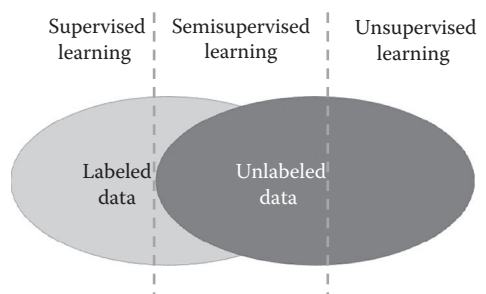 Supervised
learning
Semisupervised
learning
Unsupervised
learning
Labeled
data
Unlabeled
data